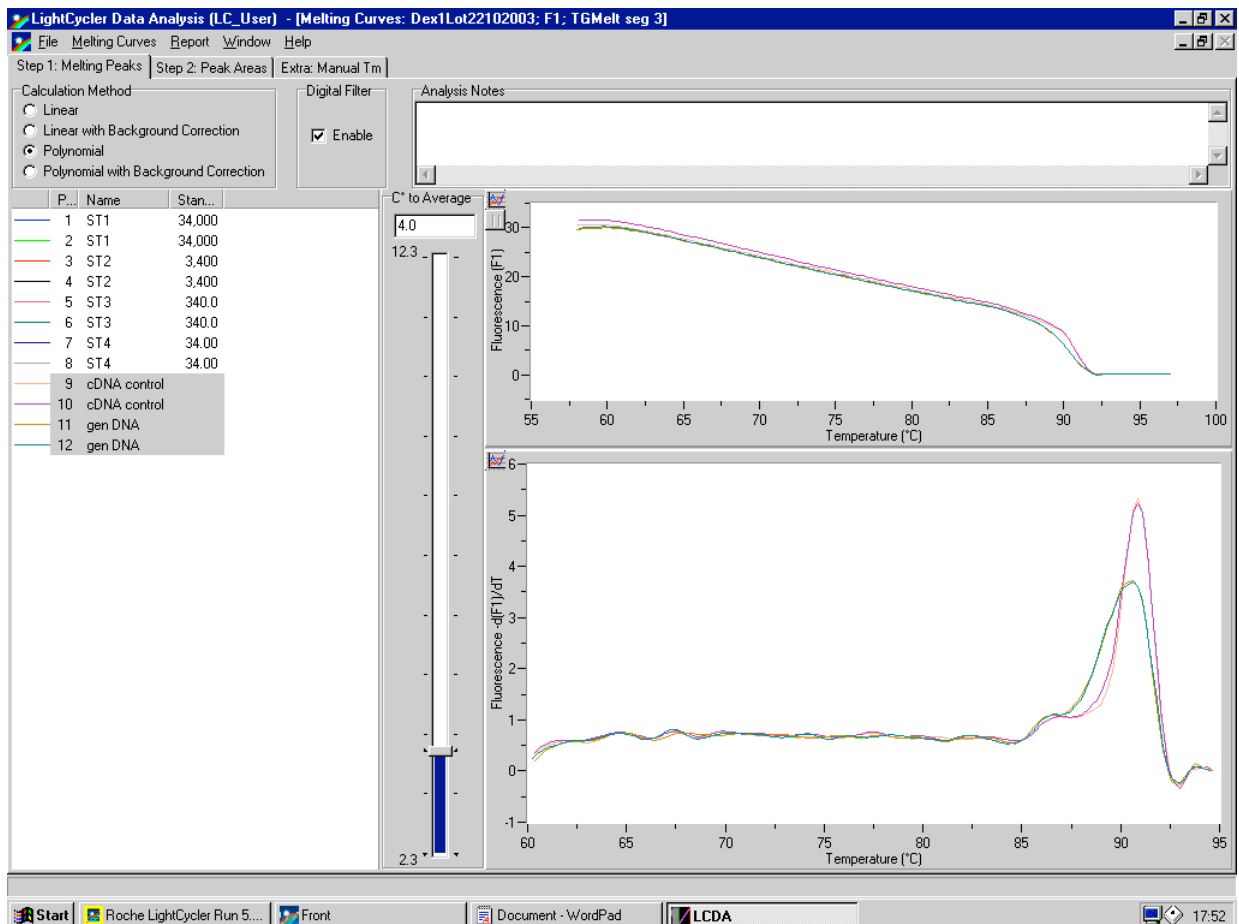 LightCycler Data Analysis (LC_User) - [Melting Curves: Dex1Lot22102003; F1; TGMelt seg 3]
File Melting Curves Report Window Help
Step 1: Melting Peaks Step 2: Peak Areas Extra: Manual Tm
Calculation Method
Linear
Linear with Background Correction
Polynomial
Polynomial with Background Correction
Digital Filter
Enable
Analysis Notes
P... Name Stan...
1 ST1 34,000
2 ST1 34,000
3 ST2 3,400
4 ST2 3,400
5 ST3 340.0
6 ST3 340.0
7 ST4 34.00
8 ST4 34.00
9 cDNA control
10 cDNA control
11 gen DNA
12 gen DNA
C° to Average
4.0
12.3
2.3
Fluorescence (F1)
30
20
10
0
55 60 65 70 75 80 85 90 95 100
Temperature (°C)
Fluorescence -d(F1)/dT
6
5
4
3
2
1
0
-1
60 65 70 75 80 85 90 95
Temperature (°C)
Start Roche LightCycler Run 5.... Front Document - WordPad LCDA 17:52